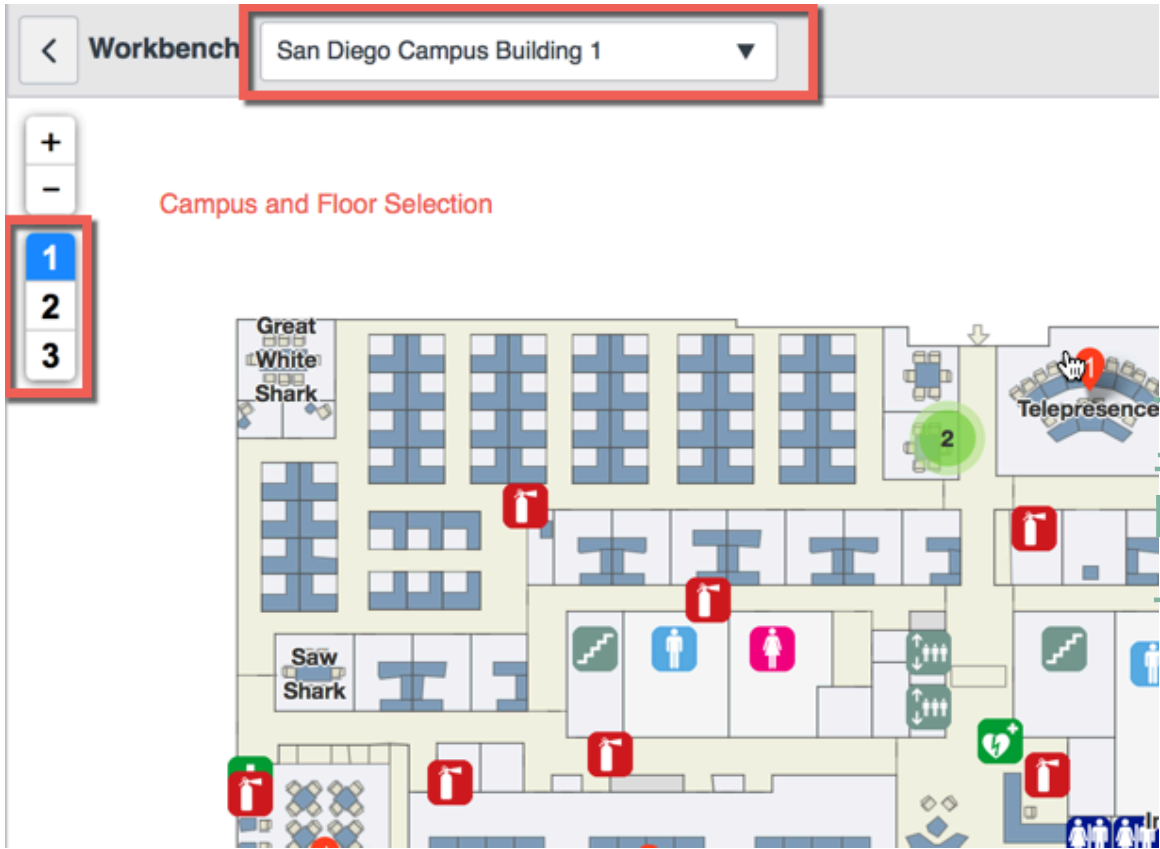 Workbench
San Diego Campus Building 1
+
−
Campus and Floor Selection
1
2
3
Great
White
Shark
1
Telepresence
2
Saw
Shark